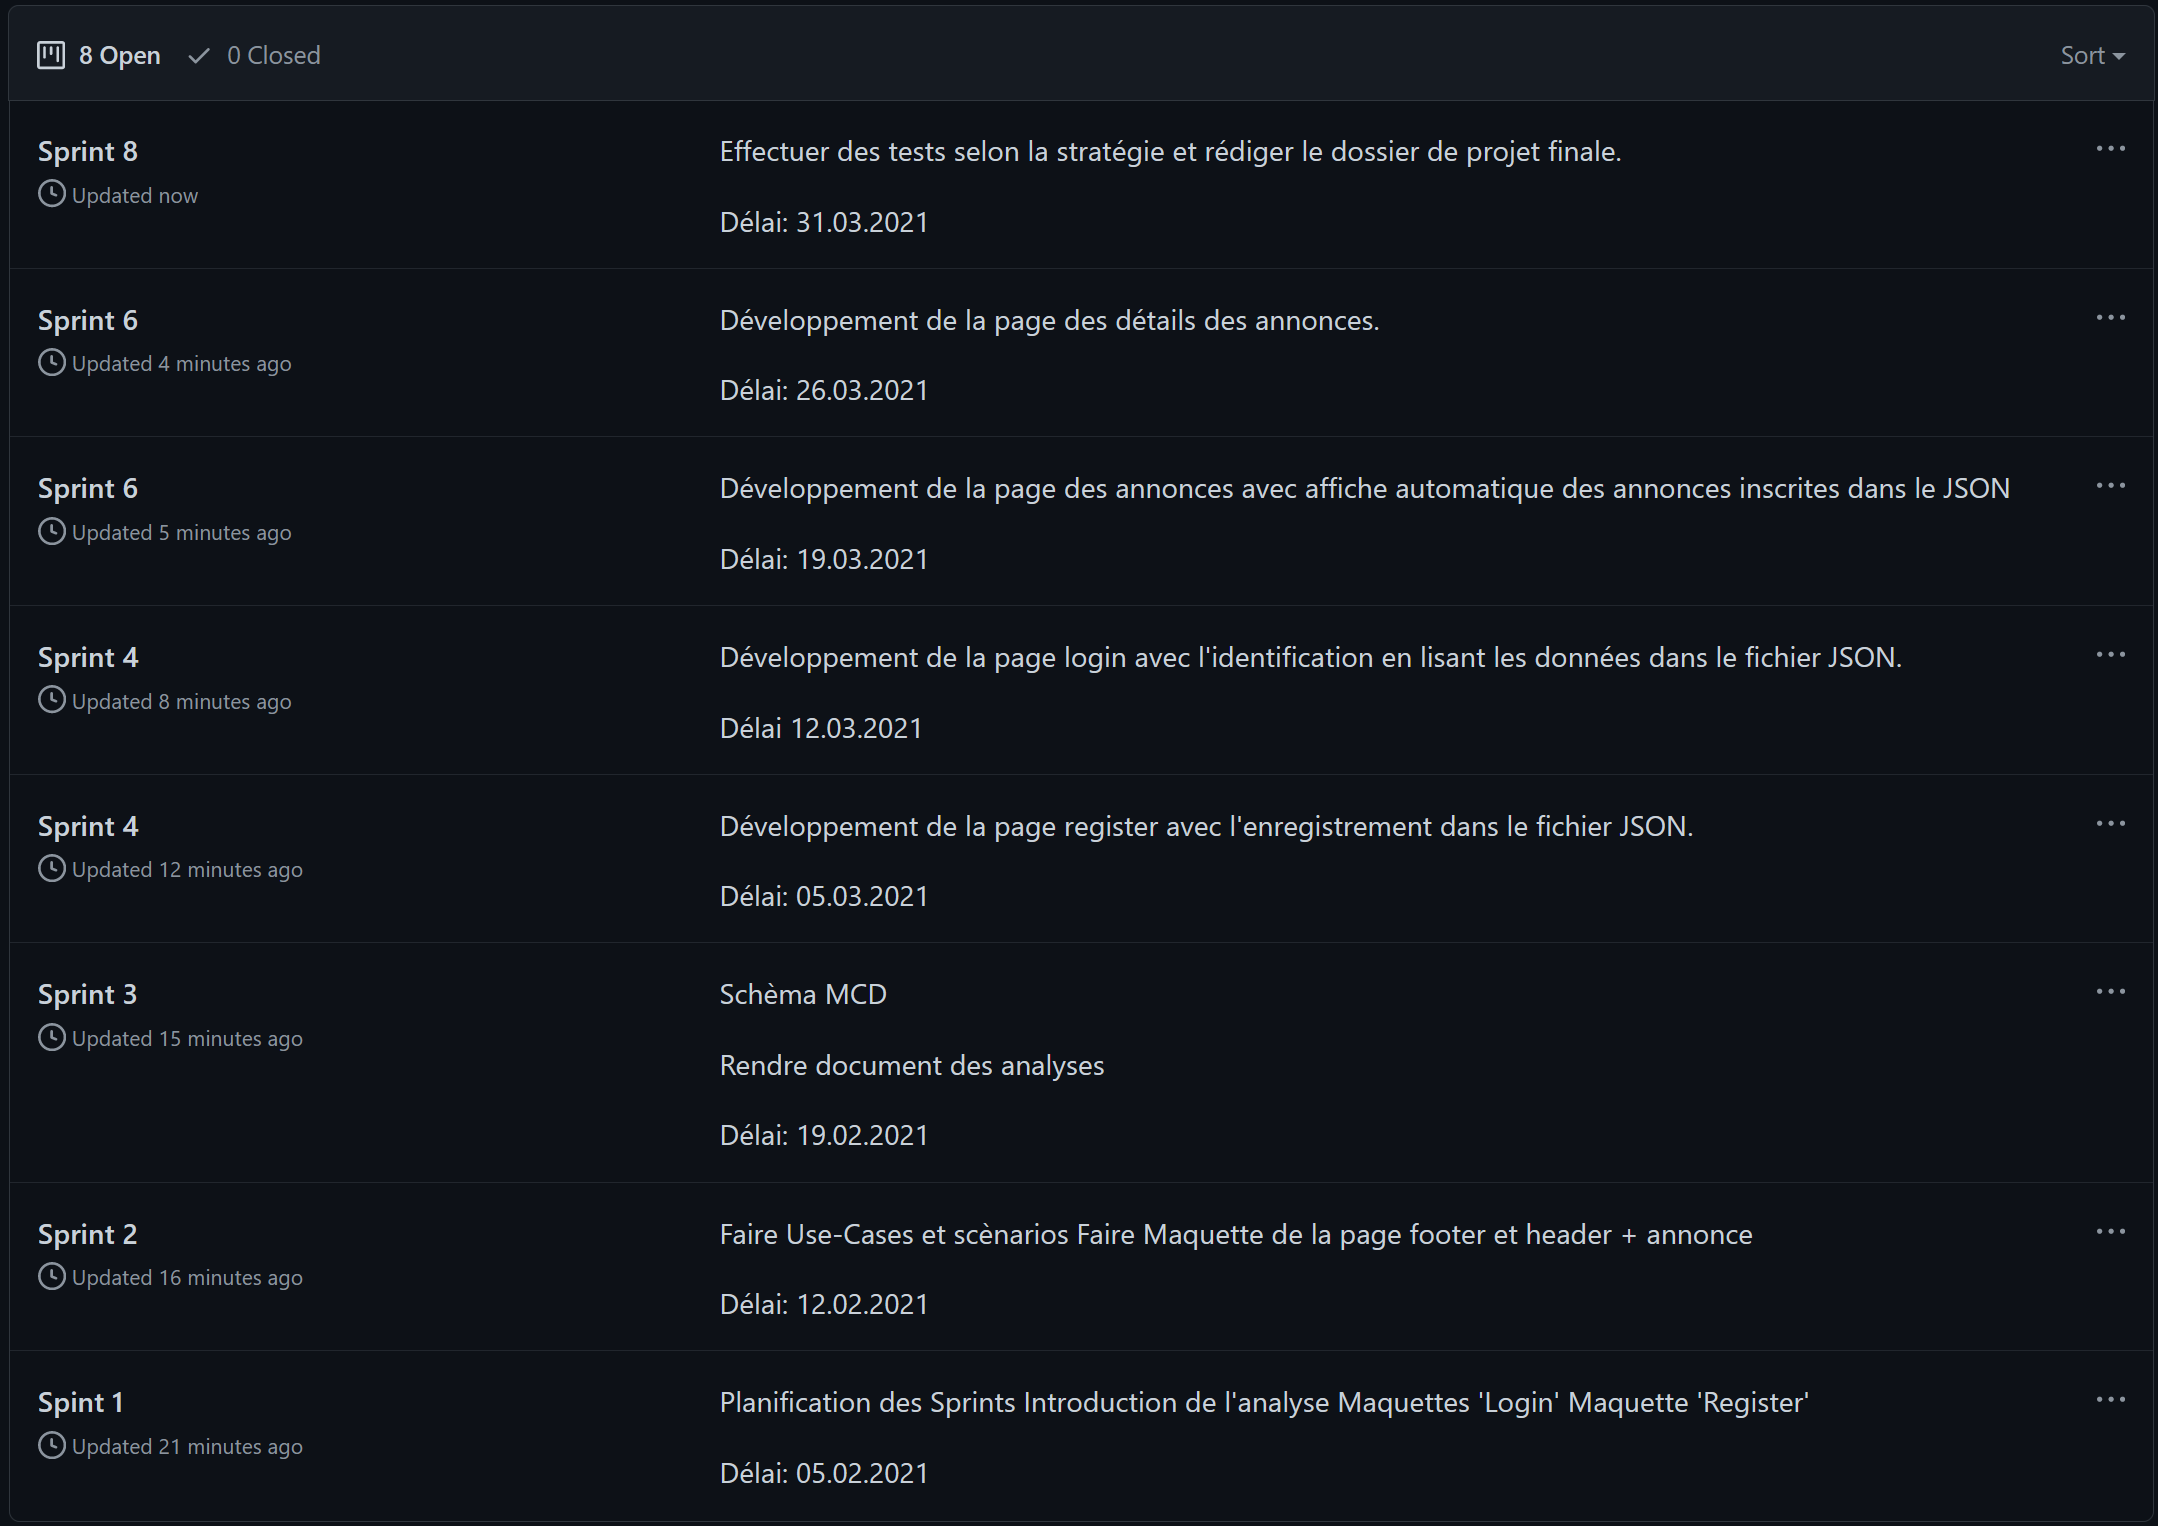 8 Open 0 Closed Sort
Sprint 8
Updated now
Effectuer des tests selon la stratégie et rédiger le dossier de projet finale.
Délai: 31.03.2021
Sprint 6
Updated 4 minutes ago
Développement de la page des détails des annonces.
Délai: 26.03.2021
Sprint 6
Updated 5 minutes ago
Développement de la page des annonces avec affiche automatique des annonces inscrites dans le JSON
Délai: 19.03.2021
Sprint 4
Updated 8 minutes ago
Développement de la page login avec l'identification en lisant les données dans le fichier JSON.
Délai 12.03.2021
Sprint 4
Updated 12 minutes ago
Développement de la page register avec l'enregistrement dans le fichier JSON.
Délai: 05.03.2021
Sprint 3
Updated 15 minutes ago
Schèma MCD
Rendre document des analyses
Délai: 19.02.2021
Sprint 2
Updated 16 minutes ago
Faire Use-Cases et scènarios Faire Maquette de la page footer et header + annonce
Délai: 12.02.2021
Spint 1
Updated 21 minutes ago
Planification des Sprints Introduction de l'analyse Maquettes 'Login' Maquette 'Register'
Délai: 05.02.2021